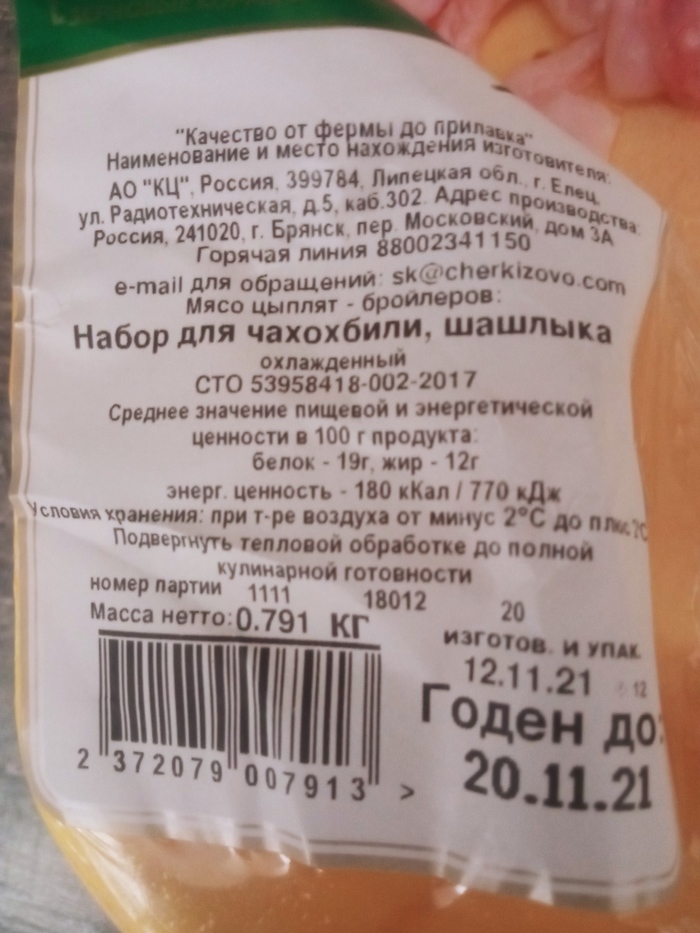 "Качество от фермы до прилавка"
Наименование и место нахождения изготовителя:
АО "КЦ", Россия, 399784, Липецкая обл., г. Елец,
ул. Радиотехническая, д.5, каб.302. Адрес производства:
Россия, 241020, г. Брянск, пер. Московский, дом 3А
Горячая линия 88002341150
e-mail для обращений: sk@cherkizovo.com
Мясо цыплят - бройлеров:
Набор для чахохбили, шашлыка
охлажденный
СТО 53958418-002-2017
Среднее значение пищевой и энергетической
ценности в 100 г продукта:
белок - 19г, жир - 12г
энерг. ценность - 180 кКал / 770 кДж
Условия хранения: при т-ре воздуха от минус 2°С до плюс 2С
Подвергнуть тепловой обработке до полной
кулинарной готовности
номер партии 1111 18012 20
Масса нетто: 0.791 КГ
ИЗГОТОВ. И УПАК.
12.11.21 12
Годен до:
20.11.21
2 372079 007913 >